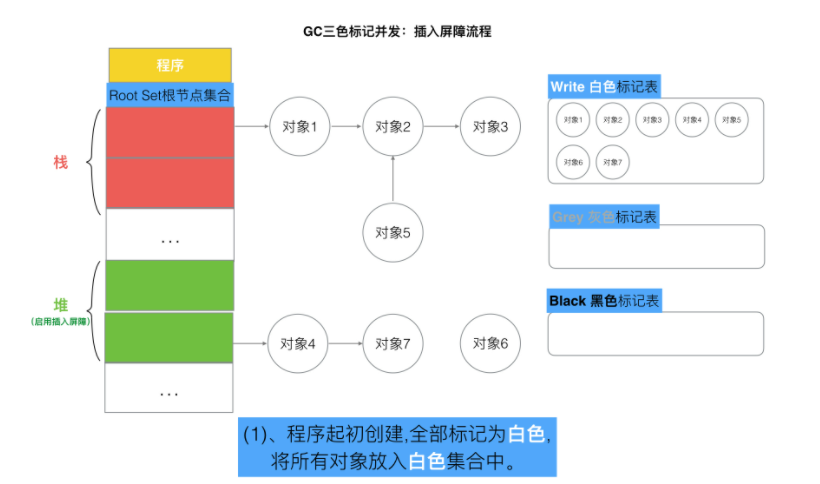 GC三色标记并发：插入屏障流程
程序
Root Set根节点集合
栈
...
堆
(启用插入屏障)
...
对象1
对象2
对象3
对象5
对象4
对象7
对象6
Write 白色标记表
对象1 对象2 对象3 对象4 对象5
对象6 对象7
Grey 灰色标记表
Black 黑色标记表
(1)、程序起初创建,全部标记为白色,
将所有对象放入白色集合中。